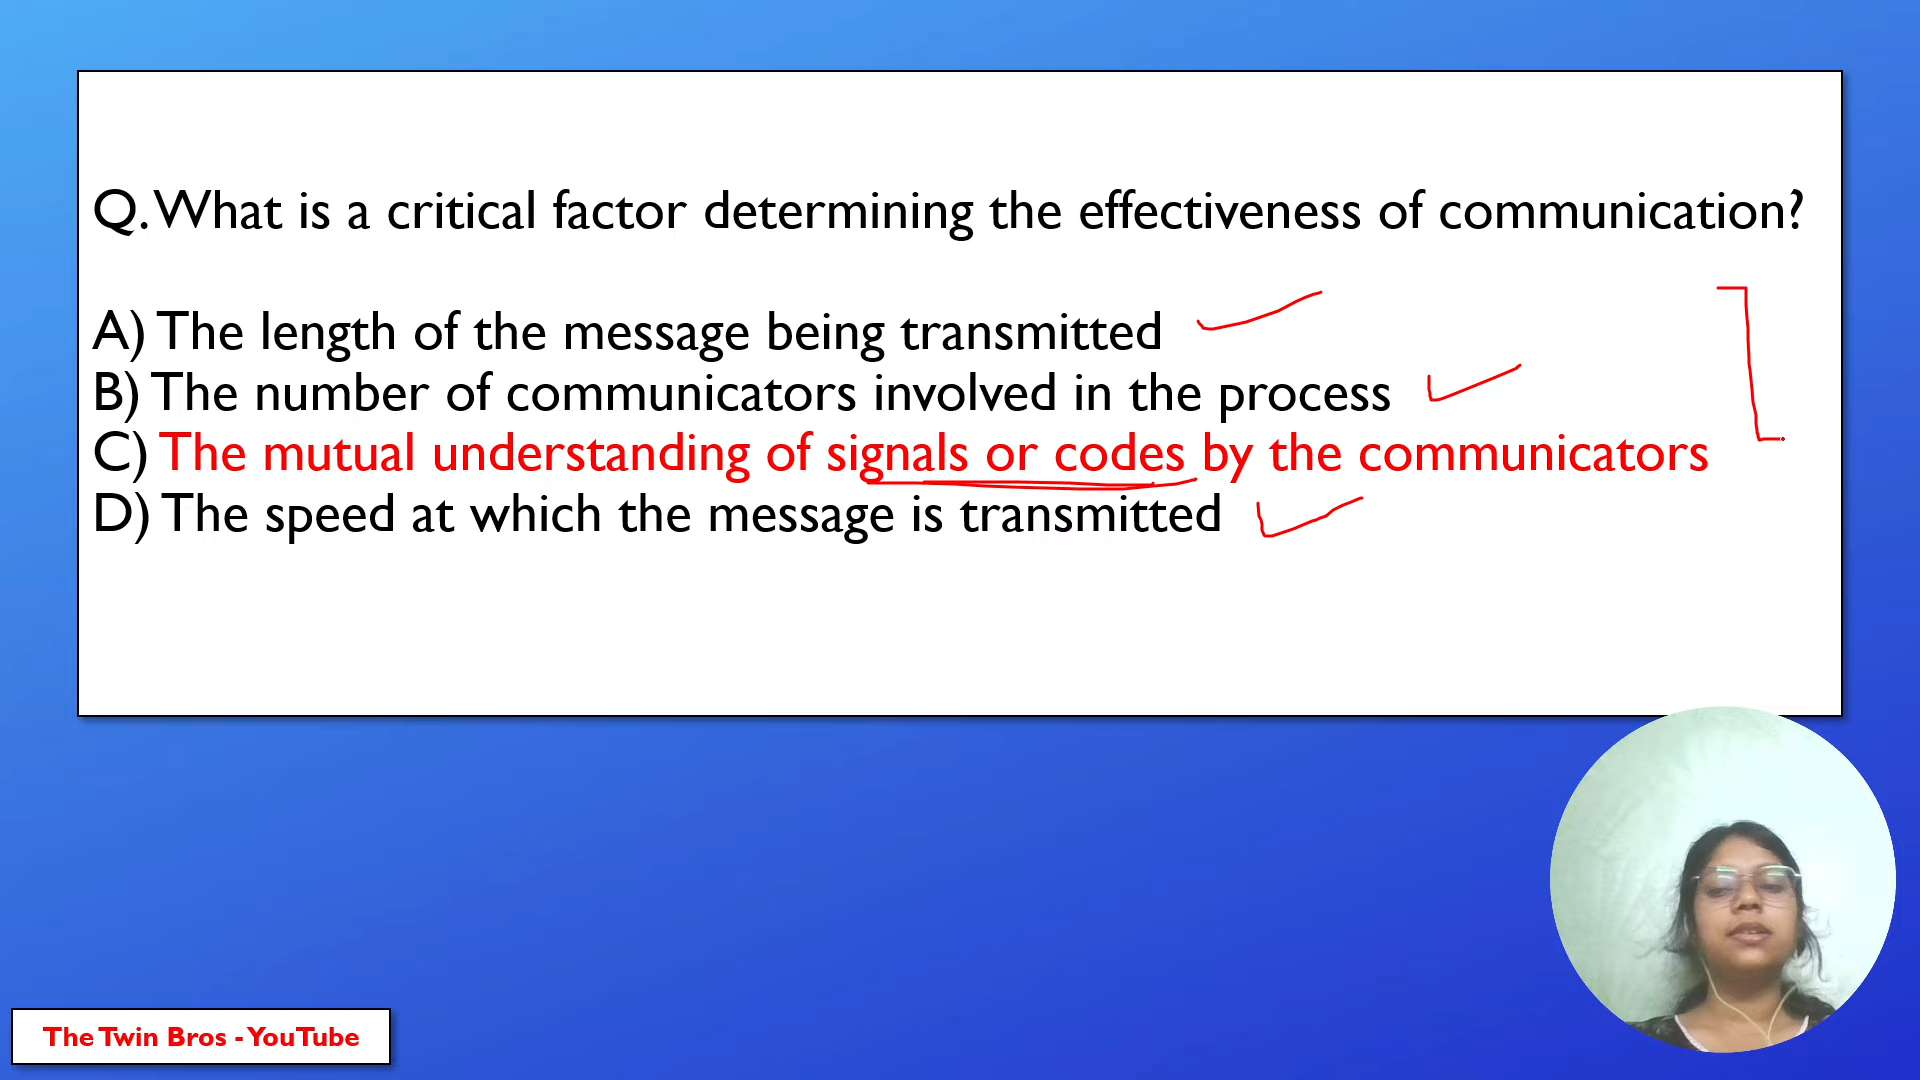 Q. What is a critical factor determining the effectiveness of communication?
A) The length of the message being transmitted
B) The number of communicators involved in the process
C) The mutual understanding of signals or codes by the communicators
D) The speed at which the message is transmitted
The Twin Bros - YouTube